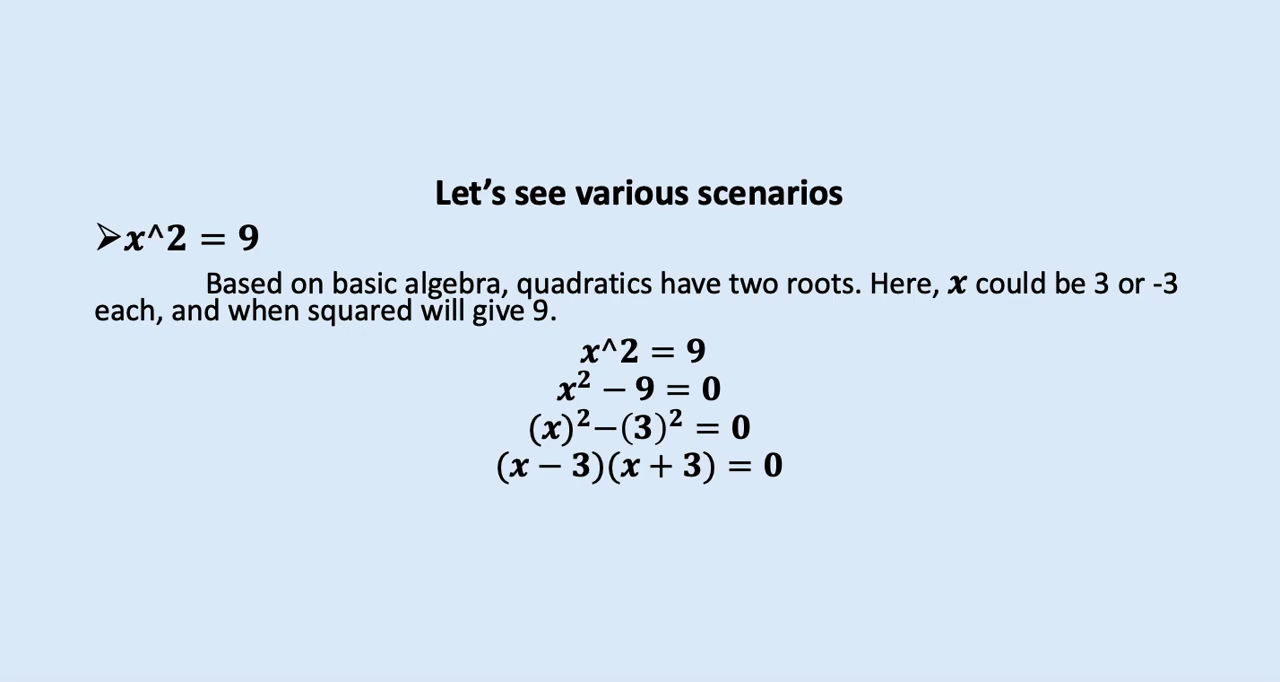 Let’s see various scenarios
➢x^2 = 9
Based on basic algebra, quadratics have two roots. Here, x could be 3 or -3
each, and when squared will give 9.
x^2 = 9
x² − 9 = 0
(x)²−(3)² = 0
(x − 3)(x + 3) = 0